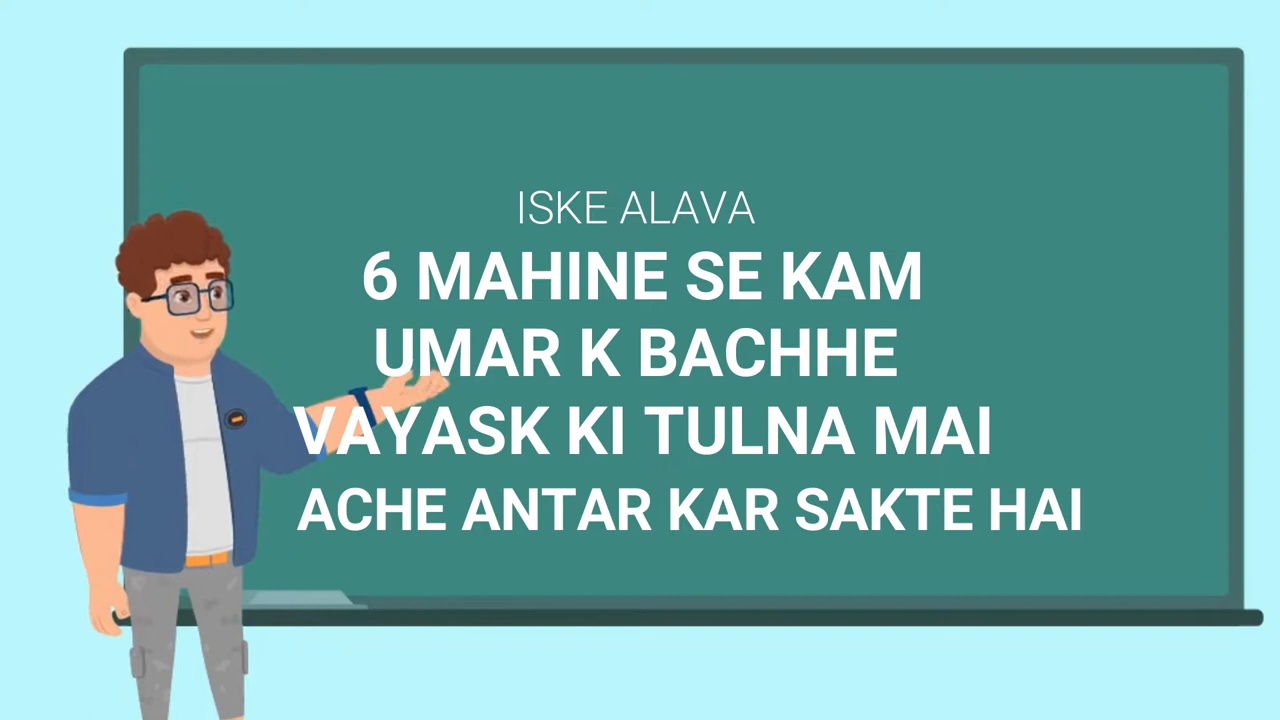 ISKE ALAVA
6 MAHINE SE KAM
UMAR K BACHHE
VAYASK KI TULNA MAI
ACHE ANTAR KAR SAKTE HAI